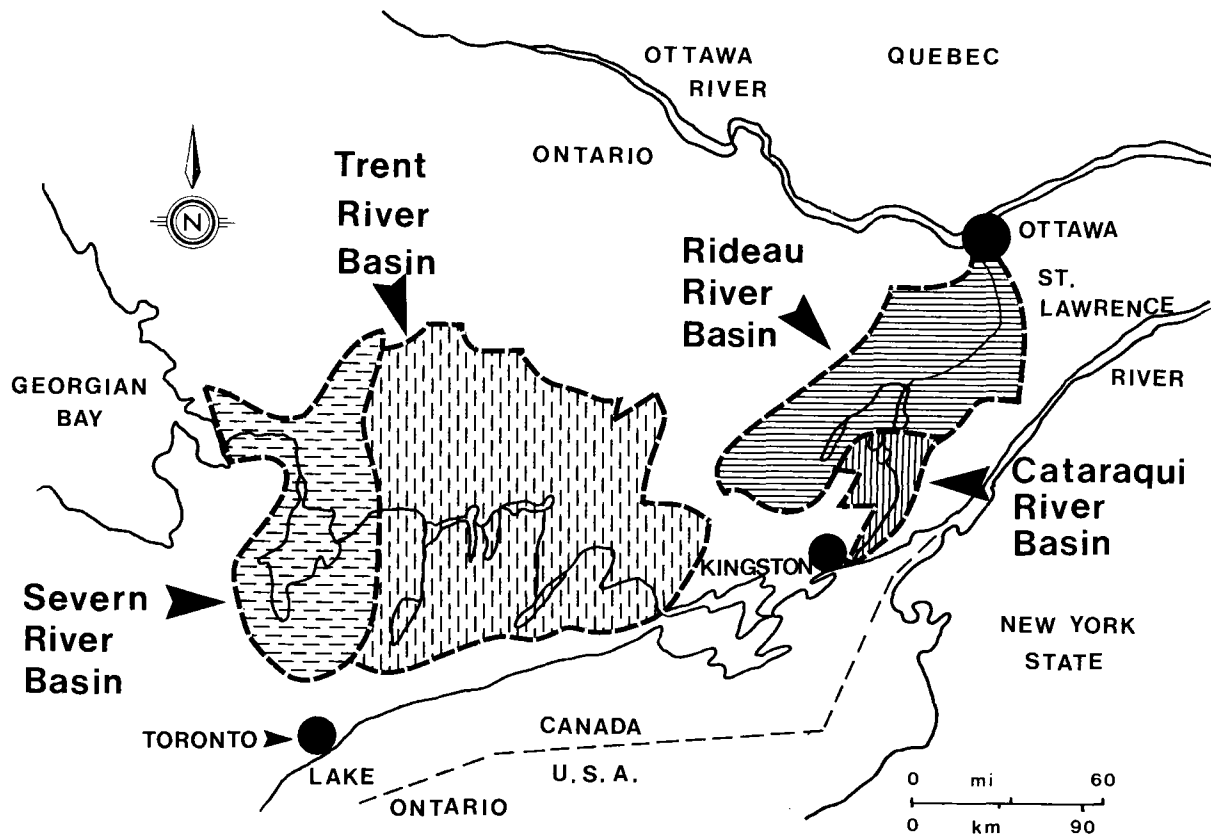 OTTAWA
RIVER
QUEBEC
ONTARIO
N
Trent
River
Basin
OTTAWA
Rideau
River
Basin
ST.
LAWRENCE
RIVER
GEORGIAN
BAY
Cataraqui
River
Basin
KINGSTON
Severn
River
Basin
NEW YORK
STATE
TORONTO
CANADA
U.S.A.
LAKE
ONTARIO
0 mi 60
0 km 90